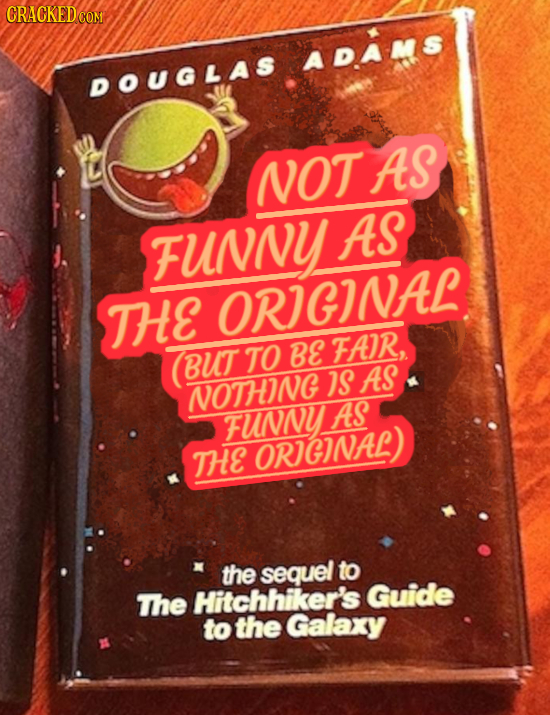 CRACKED.COM
DOUGLAS ADAMS
NOT AS
FUNNY AS
THE ORIGINAL.
(BUT TO BE FAIR,
NOTHING IS AS
FUNNY AS
THE ORIGINAL)
the sequel to
The Hitchhiker's Guide
to the Galaxy